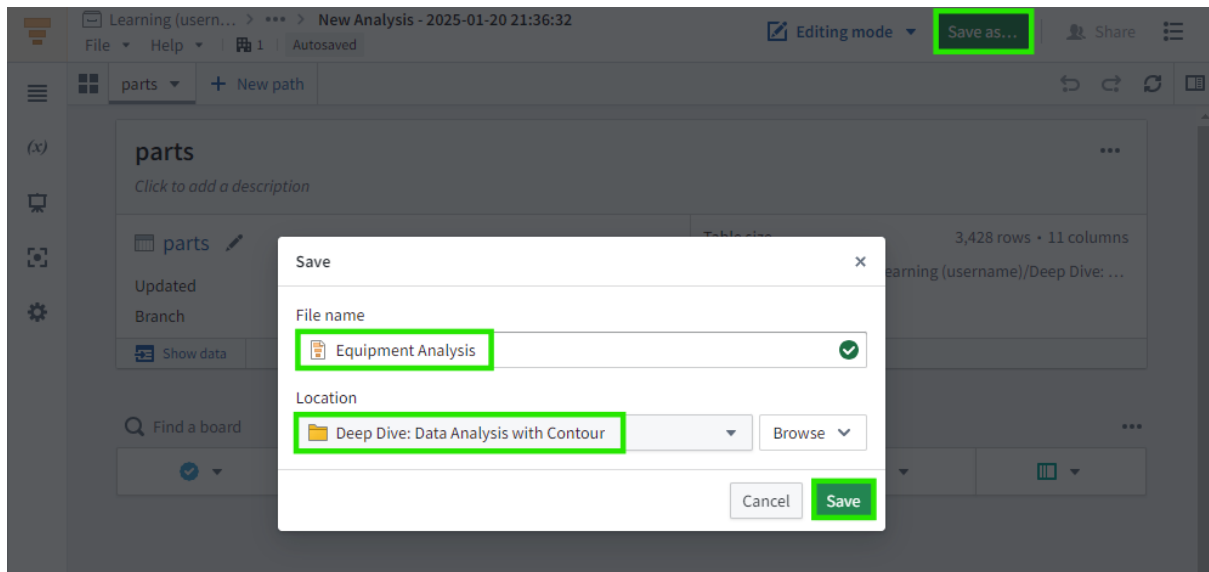 Learning (usern... > ••• > New Analysis - 2025-01-20 21:36:32
File Help 1 Autosaved
Editing mode
Save as...
Share
parts + New path
(x)
parts
•••
Click to add a description
parts
Table size
3,428 rows • 11 columns
Updated
earning (username)/Deep Dive: ...
Branch
Show data
Save
File name
Equipment Analysis
Location
Deep Dive: Data Analysis with Contour
Browse
Cancel
Save
Find a board
•••